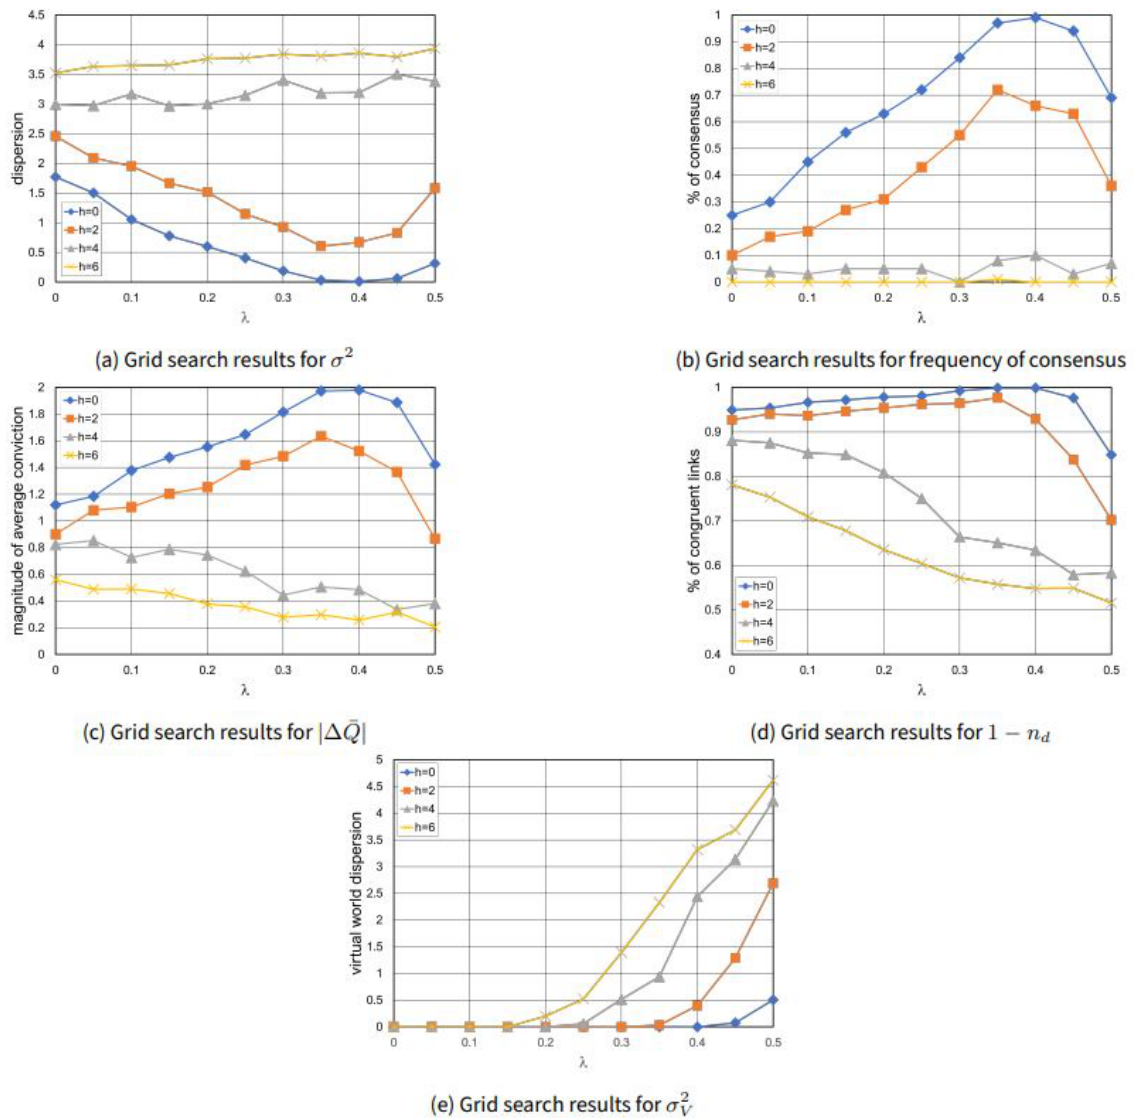 4.5
4
3.5
3
2.5
2
1.5
1
0.5
0
dispersion
h=0
h=2
h=4
h=6
0 0.1 0.2 0.3 0.4 0.5
λ
(a) Grid search results for σ²
1
0.9
0.8
0.7
0.6
0.5
0.4
0.3
0.2
0.1
0
% of consensus
h=0
h=2
h=4
h=6
0 0.1 0.2 0.3 0.4 0.5
λ
(b) Grid search results for frequency of consensus
2
1.8
1.6
1.4
1.2
1
0.8
0.6
0.4
0.2
0
magnitude of average conviction
h=0
h=2
h=4
h=6
0 0.1 0.2 0.3 0.4 0.5
λ
(c) Grid search results for |ΔQ̄|
1
0.9
0.8
0.7
0.6
0.5
0.4
% of congruent links
h=0
h=2
h=4
h=6
0 0.1 0.2 0.3 0.4 0.5
λ
(d) Grid search results for 1 − n_d
5
4.5
4
3.5
3
2.5
2
1.5
1
0.5
0
virtual world dispersion
h=0
h=2
h=4
h=6
0 0.1 0.2 0.3 0.4 0.5
λ
(e) Grid search results for σ²_V